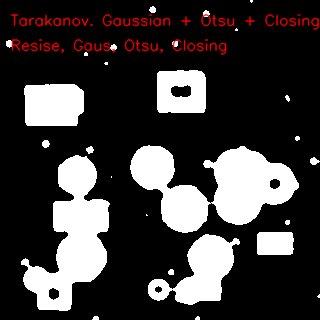 Tarakanov. Gaussian + Otsu + Closing
Resise, Gaus, Otsu, Closing